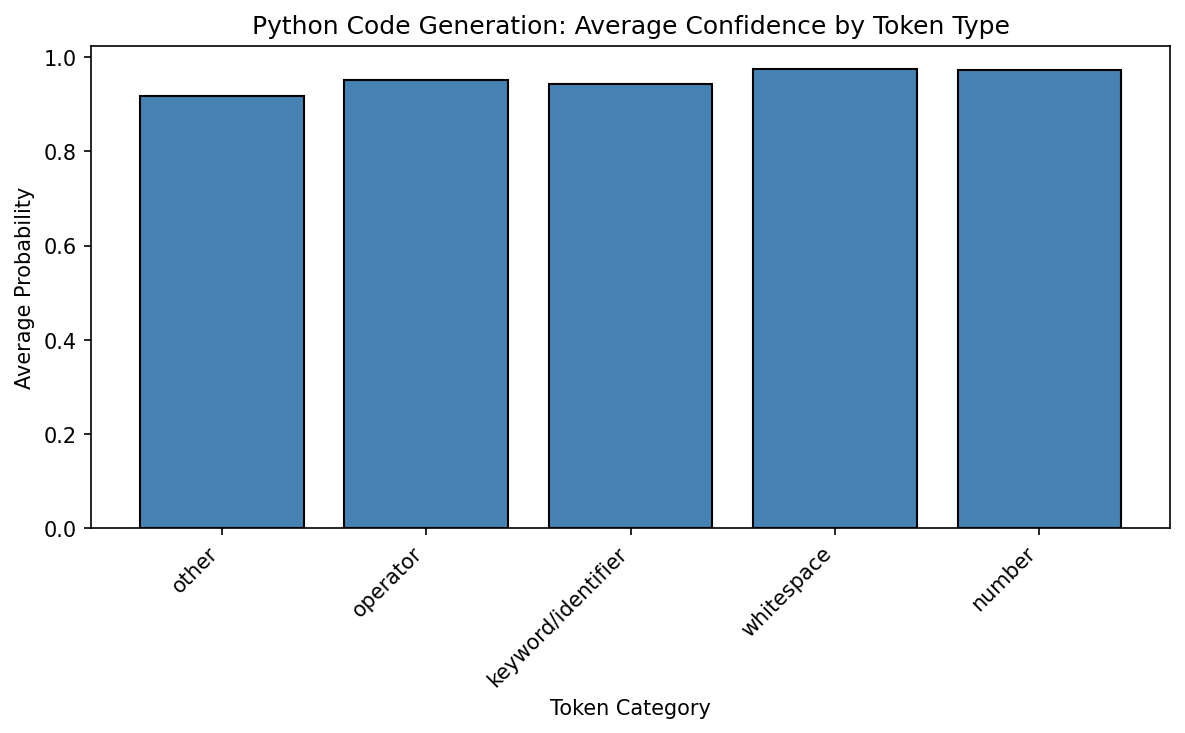 Python Code Generation: Average Confidence by Token Type
1.0
0.8
0.6
0.4
0.2
0.0
Average Probability
other
operator
keyword/identifier
whitespace
number
Token Category